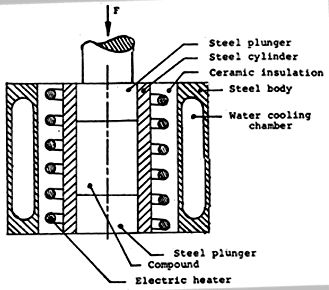 F
Steel plunger
Steel cylinder
Ceramic insulation
Steel body
Water cooling
chamber
Steel plunger
Compound
Electric heater